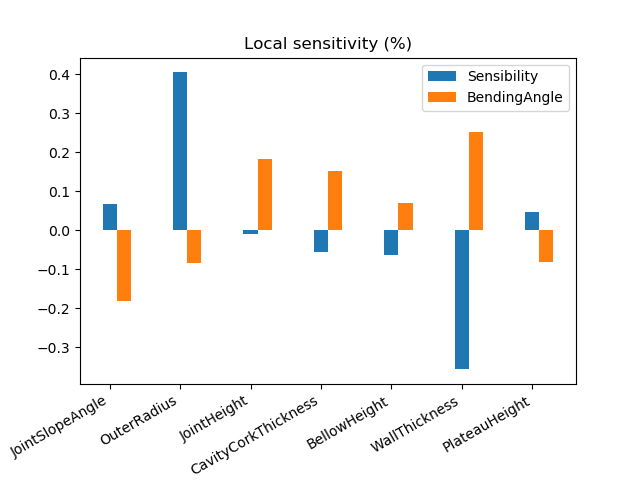 Local sensitivity (%)
Sensibility
BendingAngle
0.4
0.3
0.2
0.1
0.0
−0.1
−0.2
−0.3
JointSlopeAngle
OuterRadius
JointHeight
CavityCorkThickness
BellowHeight
WallThickness
PlateauHeight